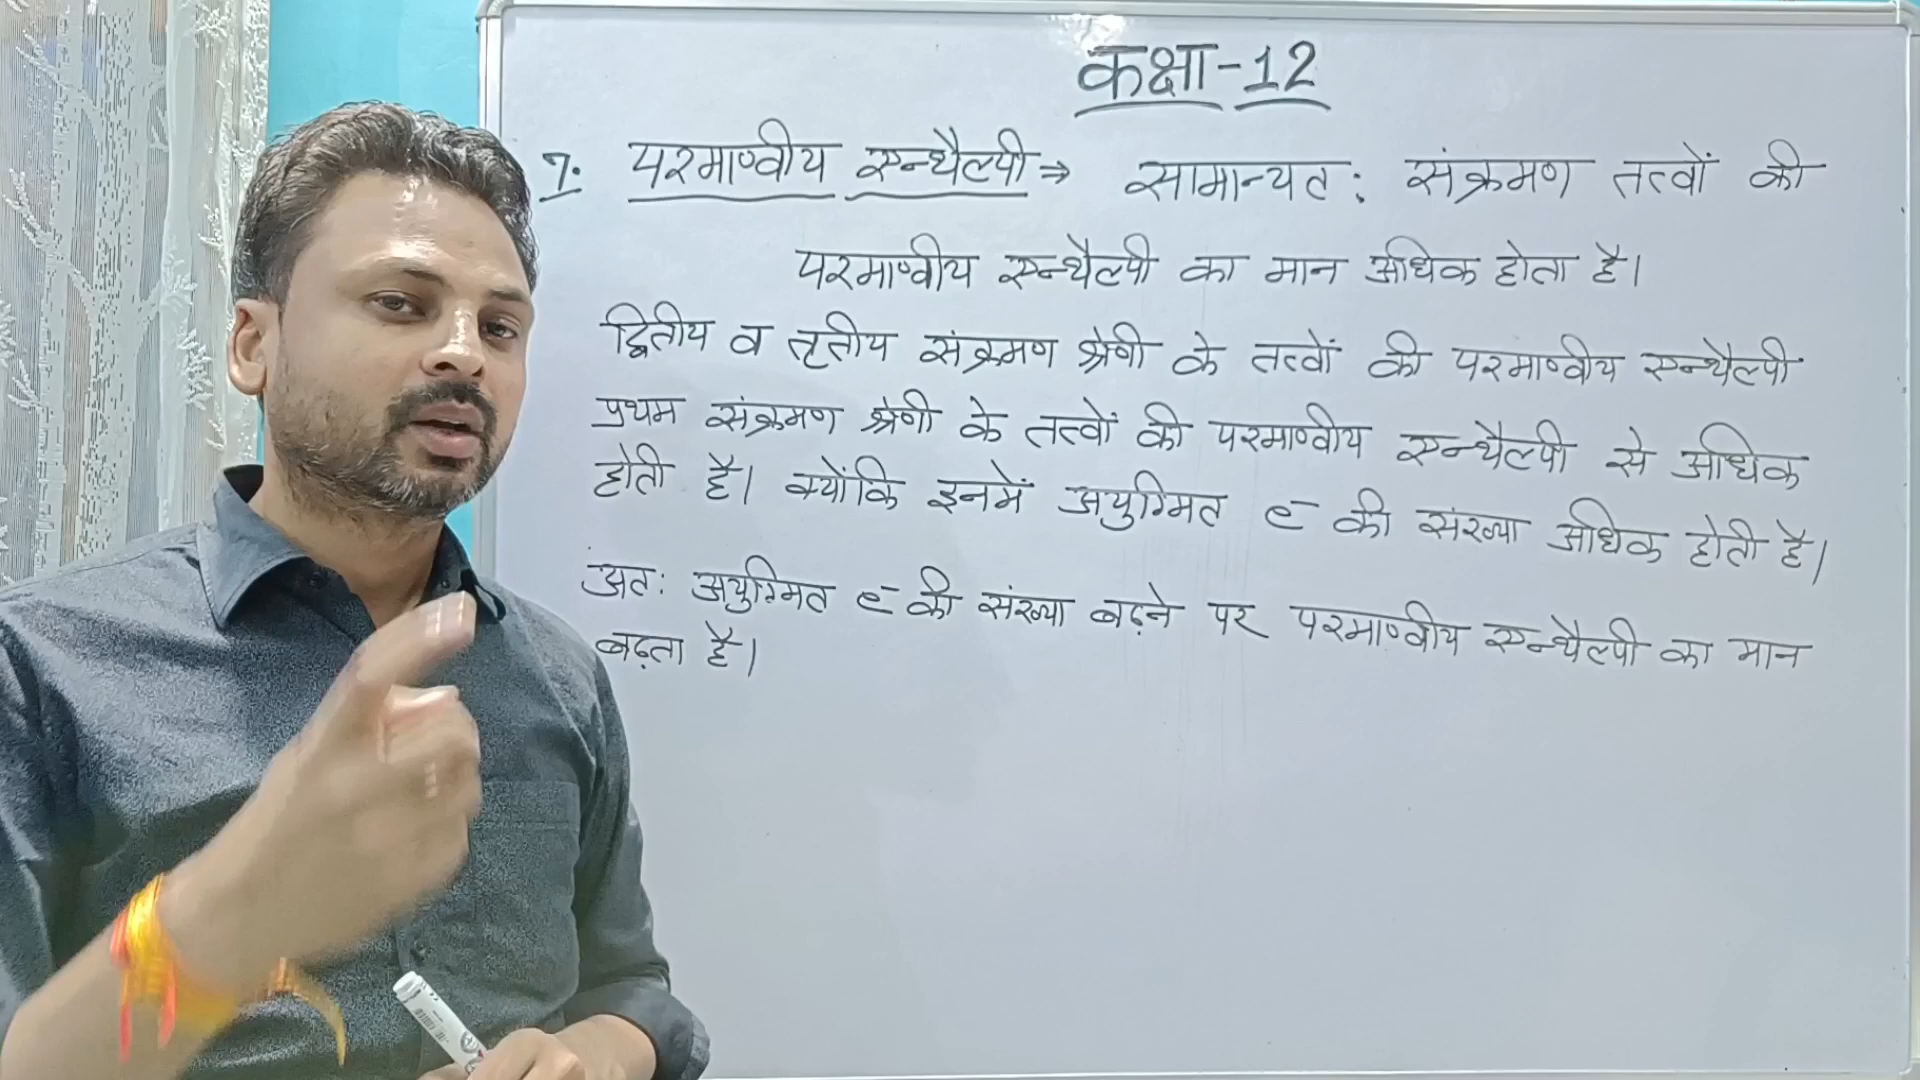 कक्षा-12
7. परमाण्वीय एन्थैल्पी ⇒ सामान्यत: संक्रमण तत्वों की
परमाण्वीय एन्थैल्पी का मान अधिक होता है।
द्वितीय व तृतीय संक्रमण श्रेणी के तत्वों की परमाण्वीय एन्थैल्पी
प्रथम संक्रमण श्रेणी के तत्वों की परमाण्वीय एन्थैल्पी से अधिक
होती है। क्योंकि इनमें अयुग्मित e⁻ की संख्या अधिक होती है।
अत: अयुग्मित e⁻ की संख्या बढ़ने पर परमाण्वीय एन्थैल्पी का मान
बढ़ता है।